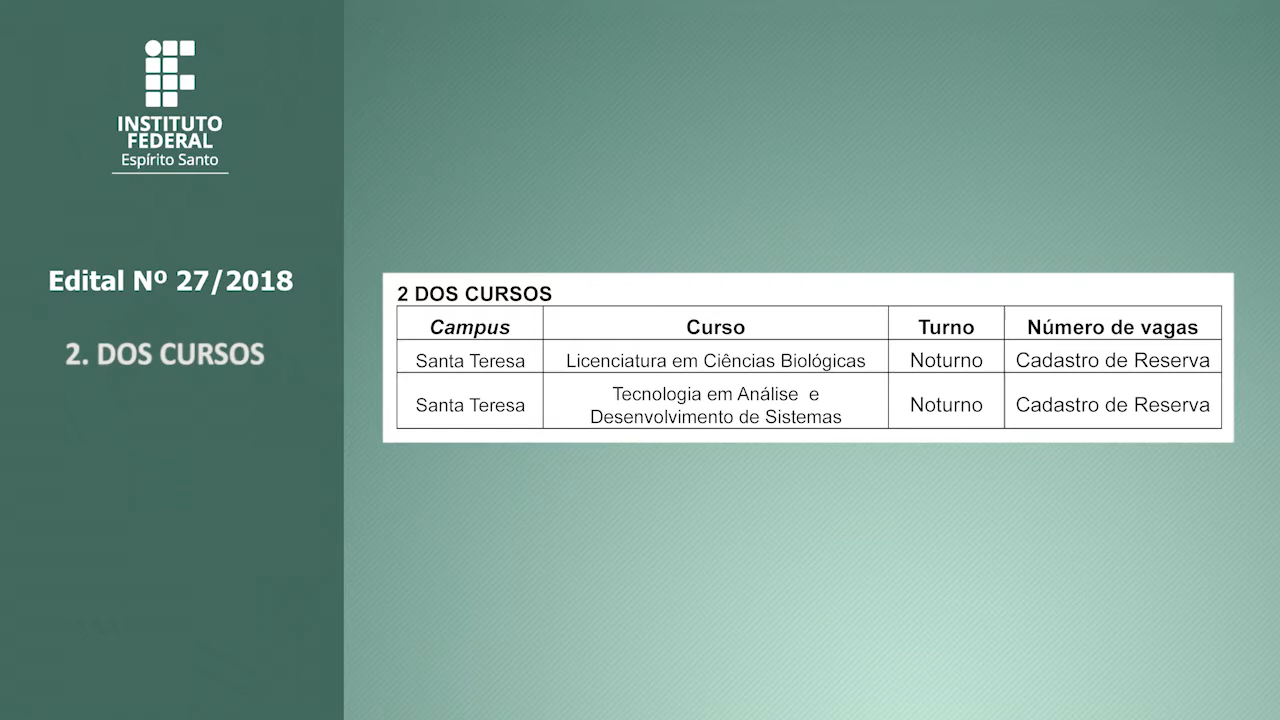 INSTITUTO
FEDERAL
Espírito Santo
Edital Nº 27/2018
2. DOS CURSOS
2 DOS CURSOS
Campus Curso Turno Número de vagas
Santa Teresa Licenciatura em Ciências Biológicas Noturno Cadastro de Reserva
Santa Teresa Tecnologia em Análise e Desenvolvimento de Sistemas Noturno Cadastro de Reserva